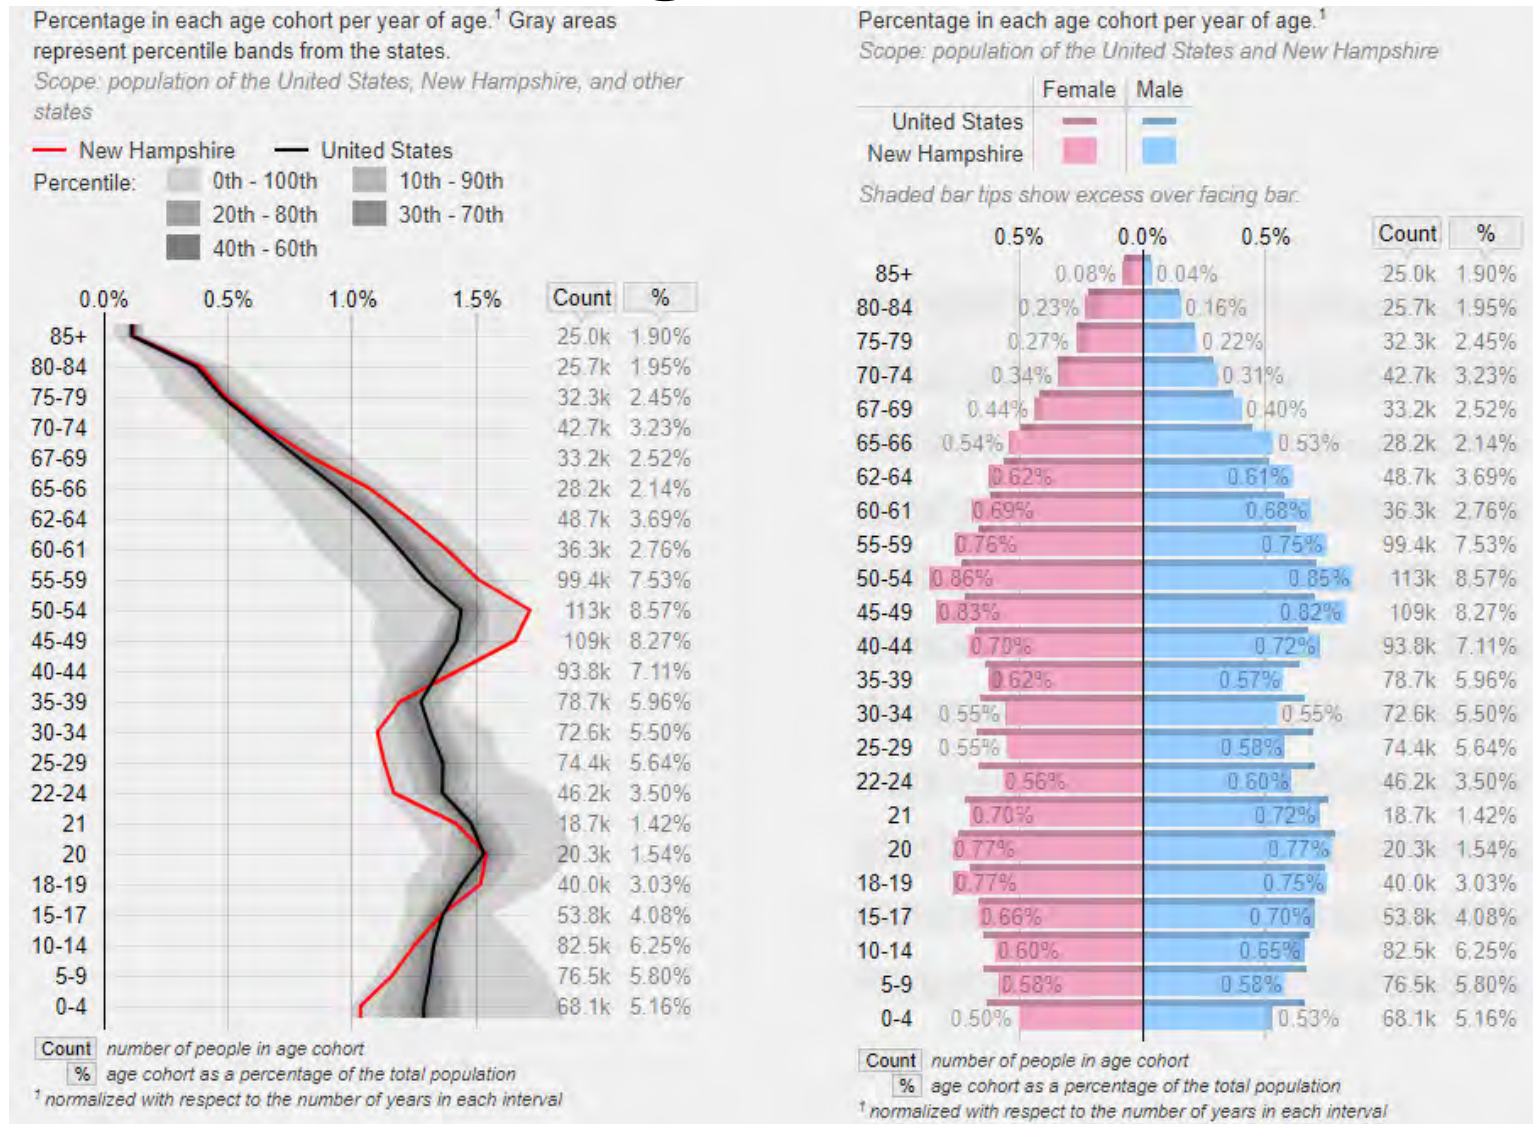 Percentage in each age cohort per year of age.¹ Gray areas
represent percentile bands from the states.
Scope: population of the United States, New Hampshire, and other
states
New Hampshire United States
Percentile: 0th - 100th 10th - 90th
20th - 80th 30th - 70th
40th - 60th
0.0% 0.5% 1.0% 1.5% Count %
85+ 25.0k 1.90%
80-84 25.7k 1.95%
75-79 32.3k 2.45%
70-74 42.7k 3.23%
67-69 33.2k 2.52%
65-66 28.2k 2.14%
62-64 48.7k 3.69%
60-61 36.3k 2.76%
55-59 99.4k 7.53%
50-54 113k 8.57%
45-49 109k 8.27%
40-44 93.8k 7.11%
35-39 78.7k 5.96%
30-34 72.6k 5.50%
25-29 74.4k 5.64%
22-24 46.2k 3.50%
21 18.7k 1.42%
20 20.3k 1.54%
18-19 40.0k 3.03%
15-17 53.8k 4.08%
10-14 82.5k 6.25%
5-9 76.5k 5.80%
0-4 68.1k 5.16%
Count number of people in age cohort
% age cohort as a percentage of the total population
¹ normalized with respect to the number of years in each interval
Percentage in each age cohort per year of age.¹
Scope: population of the United States and New Hampshire
Female Male
United States
New Hampshire
Shaded bar tips show excess over facing bar.
0.5% 0.0% 0.5% Count %
85+ 0.08% 0.04% 25.0k 1.90%
80-84 0.23% 0.16% 25.7k 1.95%
75-79 0.27% 0.22% 32.3k 2.45%
70-74 0.34% 0.31% 42.7k 3.23%
67-69 0.44% 0.40% 33.2k 2.52%
65-66 0.54% 0.53% 28.2k 2.14%
62-64 0.62% 0.61% 48.7k 3.69%
60-61 0.69% 0.68% 36.3k 2.76%
55-59 0.76% 0.75% 99.4k 7.53%
50-54 0.86% 0.85% 113k 8.57%
45-49 0.83% 0.82% 109k 8.27%
40-44 0.70% 0.72% 93.8k 7.11%
35-39 0.62% 0.57% 78.7k 5.96%
30-34 0.55% 0.55% 72.6k 5.50%
25-29 0.55% 0.58% 74.4k 5.64%
22-24 0.56% 0.60% 46.2k 3.50%
21 0.70% 0.72% 18.7k 1.42%
20 0.77% 0.77% 20.3k 1.54%
18-19 0.77% 0.75% 40.0k 3.03%
15-17 0.66% 0.70% 53.8k 4.08%
10-14 0.60% 0.65% 82.5k 6.25%
5-9 0.58% 0.58% 76.5k 5.80%
0-4 0.50% 0.53% 68.1k 5.16%
Count number of people in age cohort
% age cohort as a percentage of the total population
¹ normalized with respect to the number of years in each interval